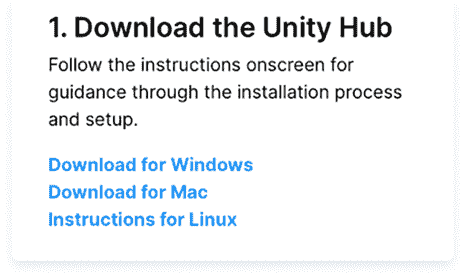 1. Download the Unity Hub
Follow the instructions onscreen for
guidance through the installation process
and setup.
Download for Windows
Download for Mac
Instructions for Linux